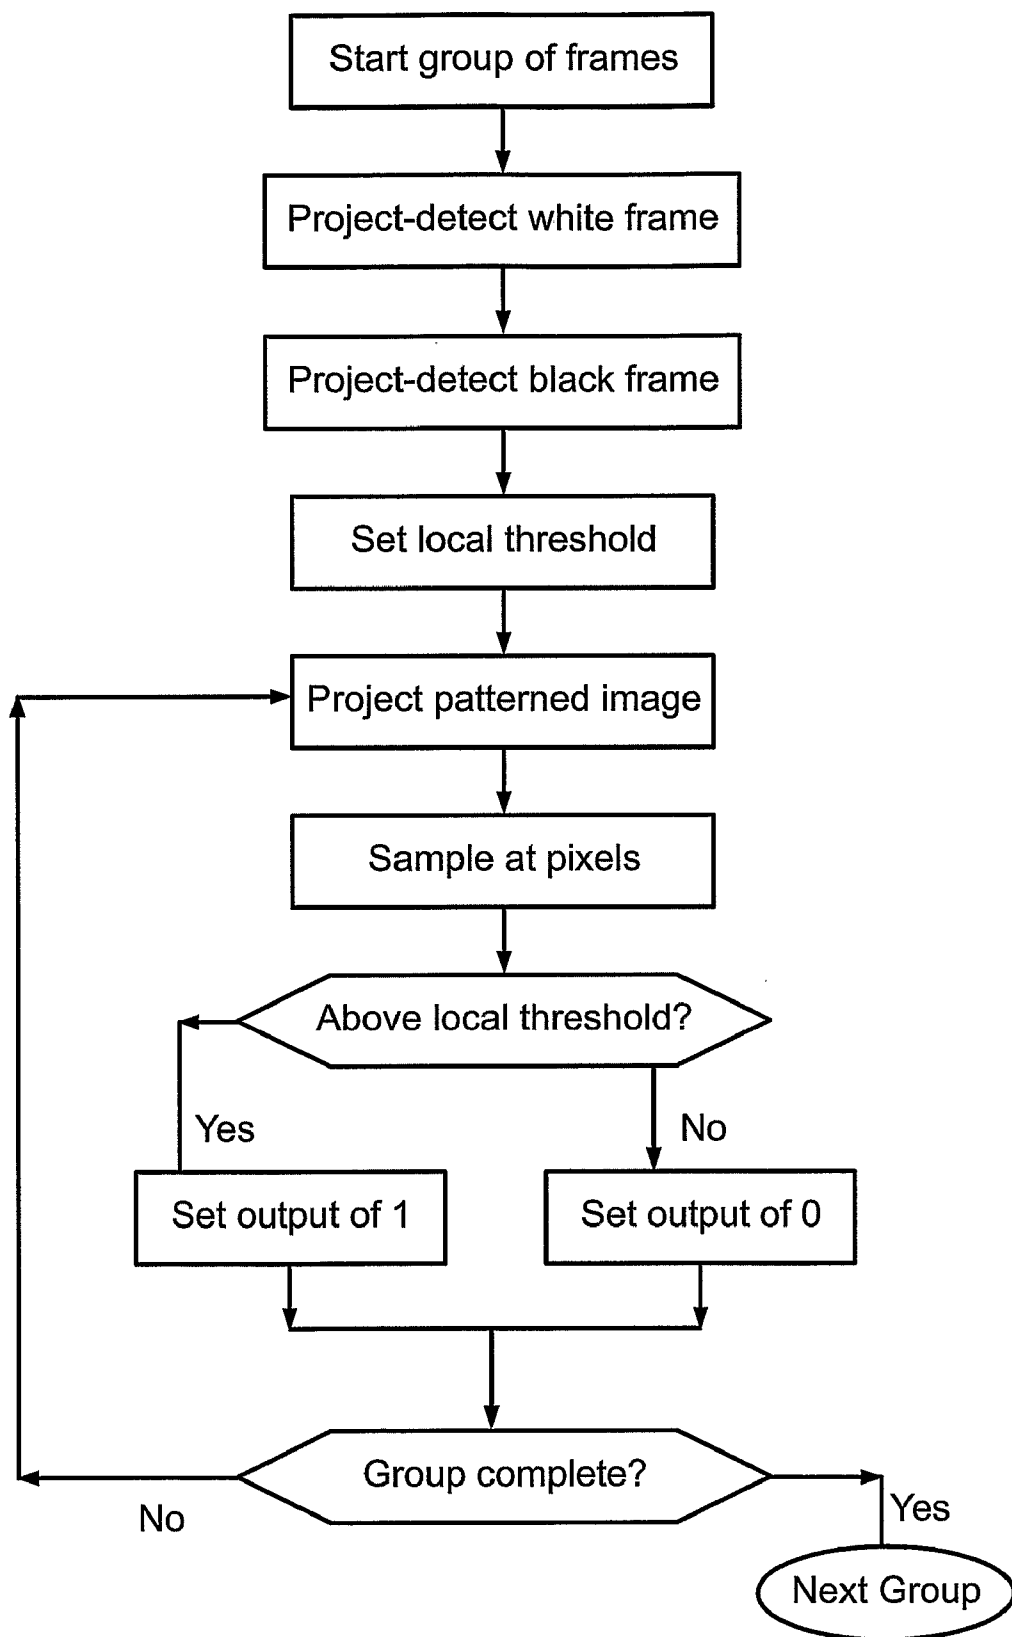 Start group of frames
Project-detect white frame
Project-detect black frame
Set local threshold
Project patterned image
Sample at pixels
Above local threshold?
Yes
No
Set output of 1
Set output of 0
Group complete?
No
Yes
Next Group